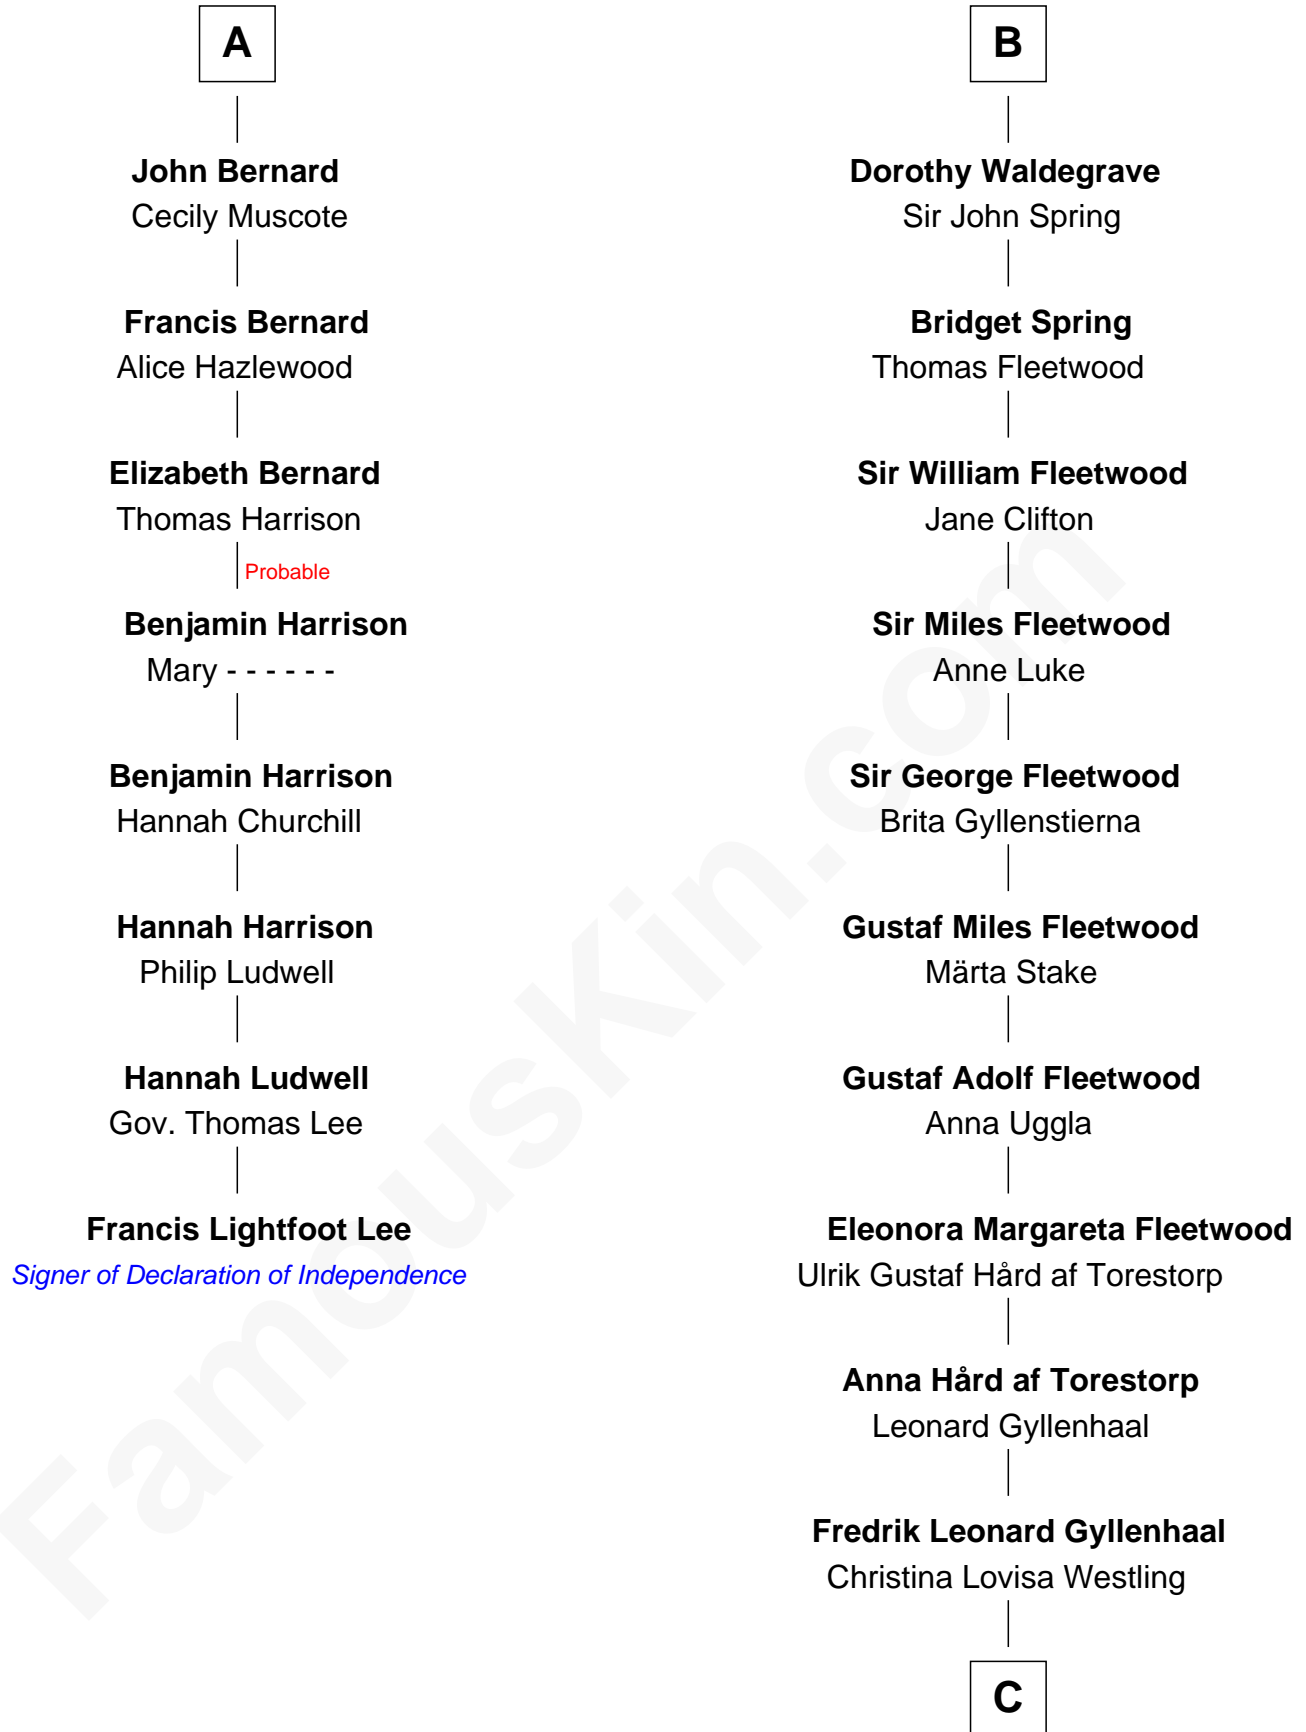 A
John Bernard
Cecily Muscote
Francis Bernard
Alice Hazlewood
Elizabeth Bernard
Thomas Harrison
Probable
Benjamin Harrison
Mary - - - - - -
Benjamin Harrison
Hannah Churchill
Hannah Harrison
Philip Ludwell
Hannah Ludwell
Gov. Thomas Lee
Francis Lightfoot Lee
Signer of Declaration of Independence
B
Dorothy Waldegrave
Sir John Spring
Bridget Spring
Thomas Fleetwood
Sir William Fleetwood
Jane Clifton
Sir Miles Fleetwood
Anne Luke
Sir George Fleetwood
Brita Gyllenstierna
Gustaf Miles Fleetwood
Märta Stake
Gustaf Adolf Fleetwood
Anna Uggla
Eleonora Margareta Fleetwood
Ulrik Gustaf Hård af Torestorp
Anna Hård af Torestorp
Leonard Gyllenhaal
Fredrik Leonard Gyllenhaal
Christina Lovisa Westling
C
FamousKin.com